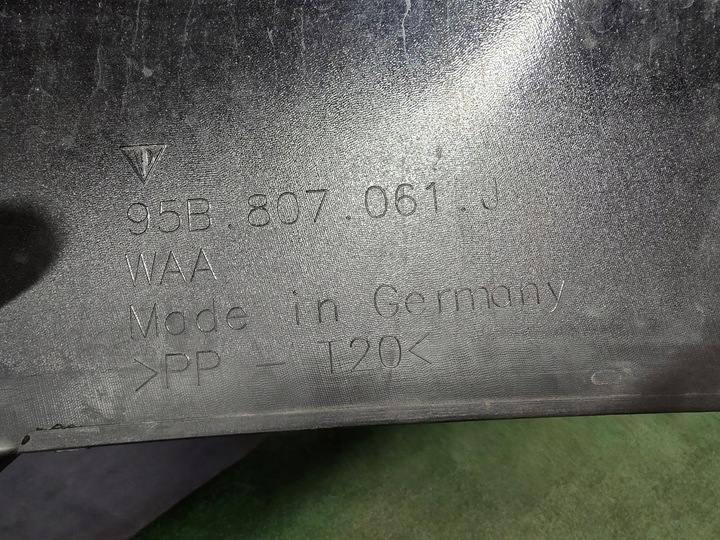 95B.807.061.J
WAA
Made in Germany
>PP - T20<